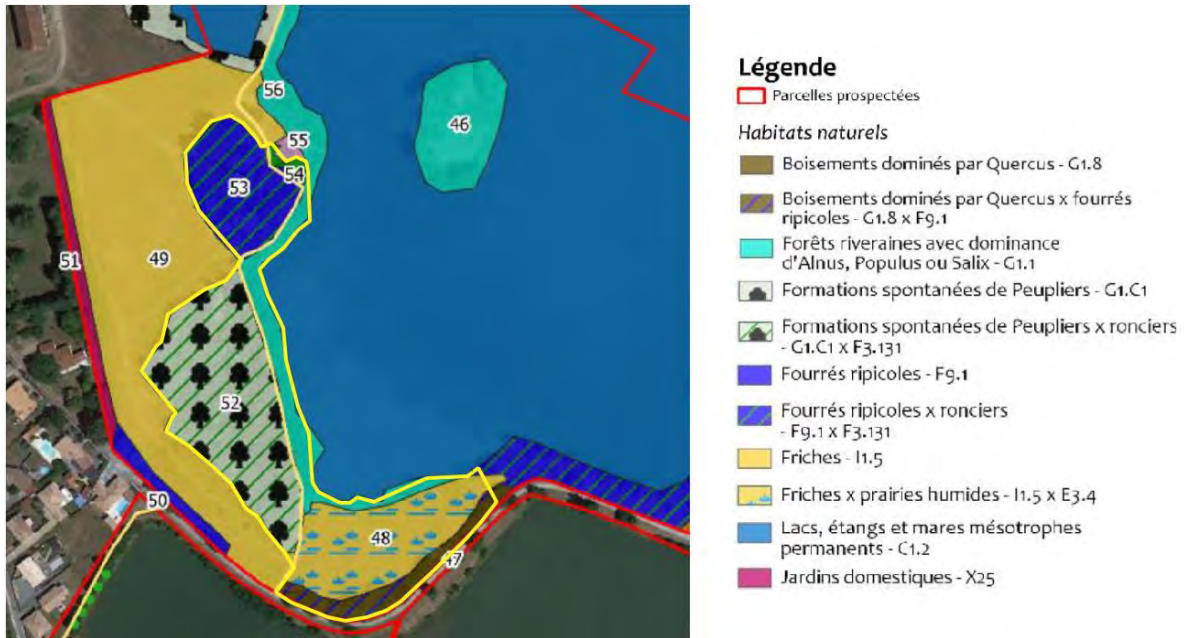 56
46
55
54
53
49
51
52
50
48
47
Légende
Parcelles prospectées
Habitats naturels
Boisements dominés par Quercus - G1.8
Boisements dominés par Quercus x fourrés
ripicoles - G1.8 x F9.1
Forêts riveraines avec dominance
d'Alnus, Populus ou Salix - G1.1
Formations spontanées de Peupliers - G1.C1
Formations spontanées de Peupliers x ronciers
- G1.C1 x F3.131
Fourrés ripicoles - F9.1
Fourrés ripicoles x ronciers
- F9.1 x F3.131
Friches - I1.5
Friches x prairies humides - I1.5 x E3.4
Lacs, étangs et mares mésotrophes
permanents - C1.2
Jardins domestiques - X25